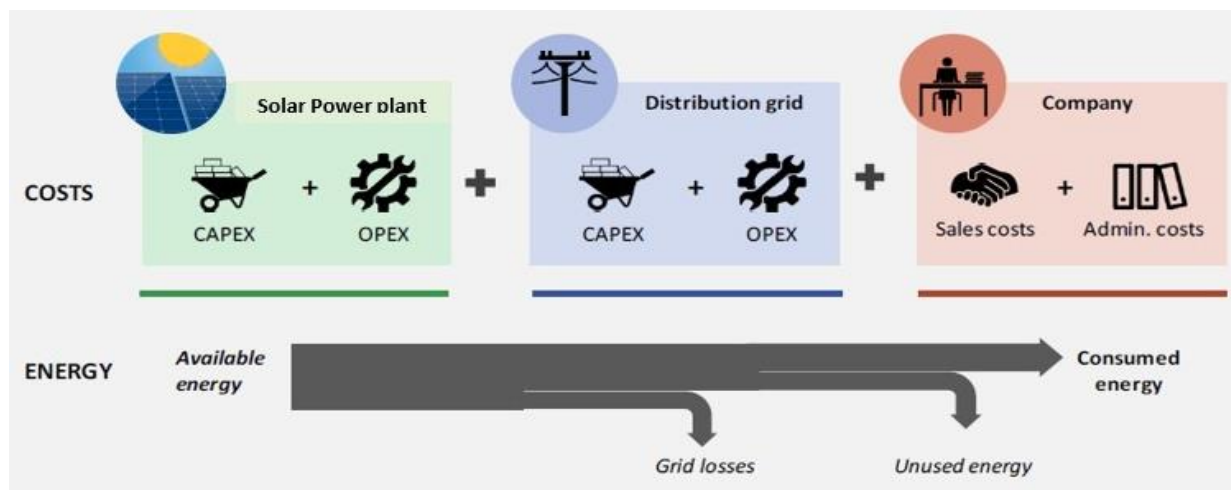 Solar Power plant
Distribution grid
Company
COSTS
CAPEX
+
OPEX
+
CAPEX
+
OPEX
+
Sales costs
+
Admin. costs
ENERGY
Available
energy
Consumed
energy
Grid losses
Unused energy